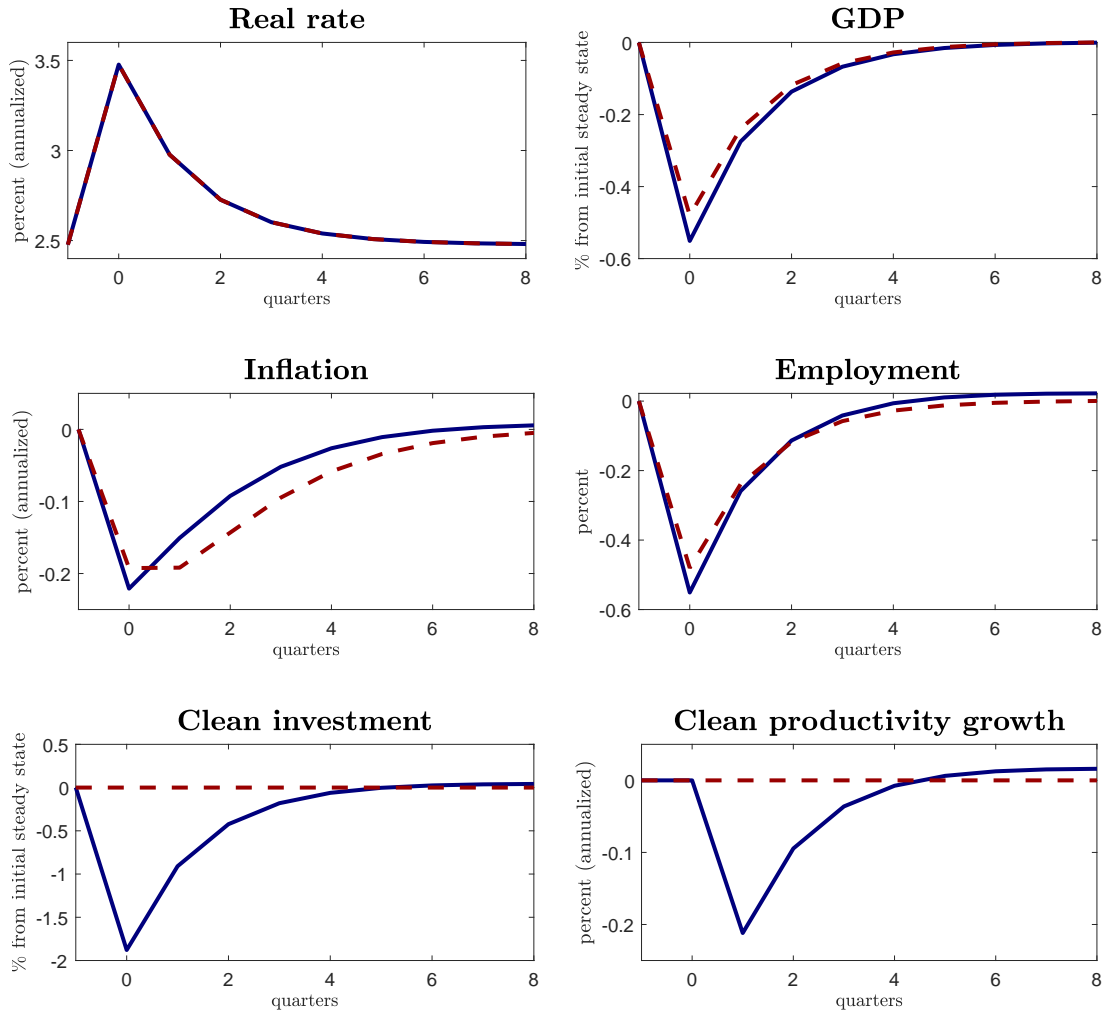 Real rate
percent (annualized)
3.5
3
2.5
0 2 4 6 8
quarters
GDP
% from initial steady state
0
-0.2
-0.4
-0.6
0 2 4 6 8
quarters
Inflation
percent (annualized)
0
-0.1
-0.2
0 2 4 6 8
quarters
Employment
percent
0
-0.2
-0.4
-0.6
0 2 4 6 8
quarters
Clean investment
% from initial steady state
0.5
0
-0.5
-1
-1.5
-2
0 2 4 6 8
quarters
Clean productivity growth
percent (annualized)
0
-0.1
-0.2
0 2 4 6 8
quarters